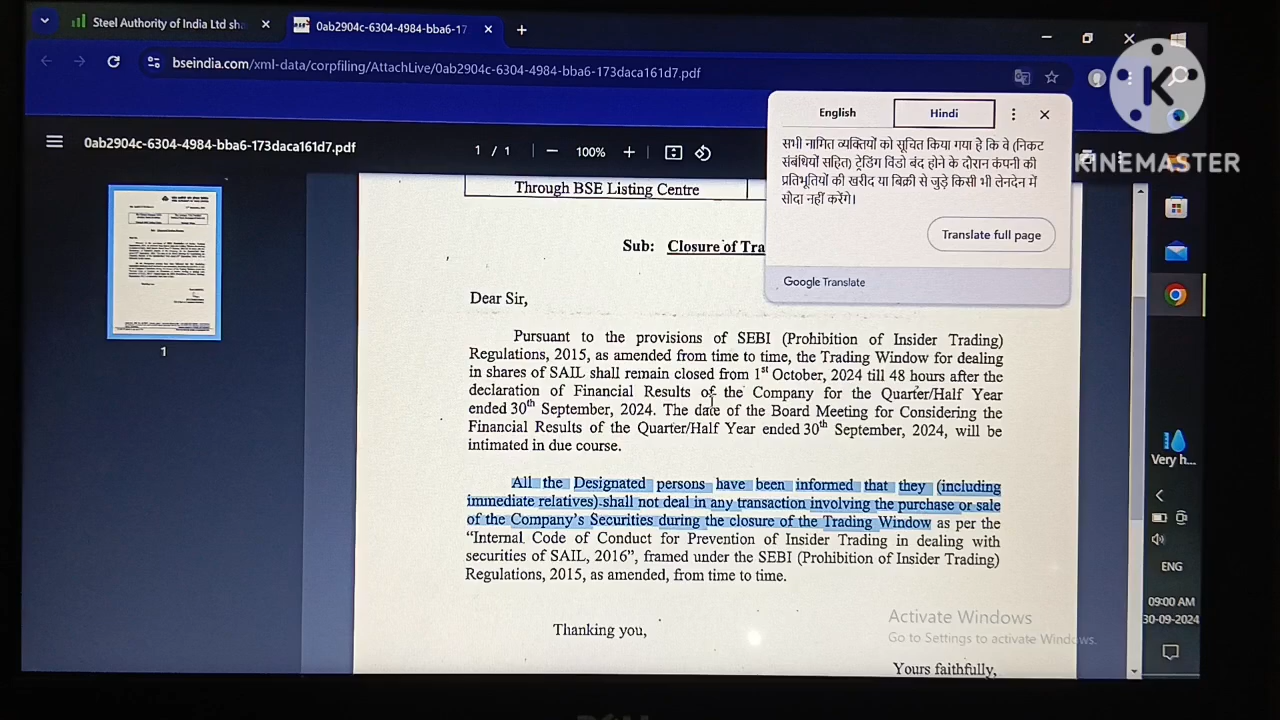 Steel Authority of India Ltd sh
0ab2904c-6304-4984-bba6-17
bseindia.com/xml-data/corpfiling/AttachLive/0ab2904c-6304-4984-bba6-173daca161d7.pdf
0ab2904c-6304-4984-bba6-173daca161d7.pdf
1 / 1
100%
K
KINEMASTER
English
Hindi
सभी नामित व्यक्तियों को सूचित किया गया है कि वे (निकट
संबंधियों सहित) ट्रेडिंग विंडो बंद होने के दौरान कंपनी की
प्रतिभूतियों की खरीद या बिक्री से जुड़े किसी भी लेनदेन में
सौदा नहीं करेंगे।
Translate full page
Google Translate
1
Through BSE Listing Centre
Sub: Closure of Tra
Dear Sir,
Pursuant to the provisions of SEBI (Prohibition of Insider Trading)
Regulations, 2015, as amended from time to time, the Trading Window for dealing
in shares of SAIL shall remain closed from 1st October, 2024 till 48 hours after the
declaration of Financial Results of the Company for the Quarter/Half Year
ended 30th September, 2024. The date of the Board Meeting for Considering the
Financial Results of the Quarter/Half Year ended 30th September, 2024, will be
intimated in due course.
All the Designated persons have been informed that they (including
immediate relatives) shall not deal in any transaction involving the purchase or sale
of the Company's Securities during the closure of the Trading Window as per the
"Internal Code of Conduct for Prevention of Insider Trading in dealing with
securities of SAIL, 2016", framed under the SEBI (Prohibition of Insider Trading)
Regulations, 2015, as amended, from time to time.
Thanking you,
Yours faithfully,
Activate Windows
Go to Settings to activate Windows.
Very h...
ENG
09:00 AM
30-09-2024